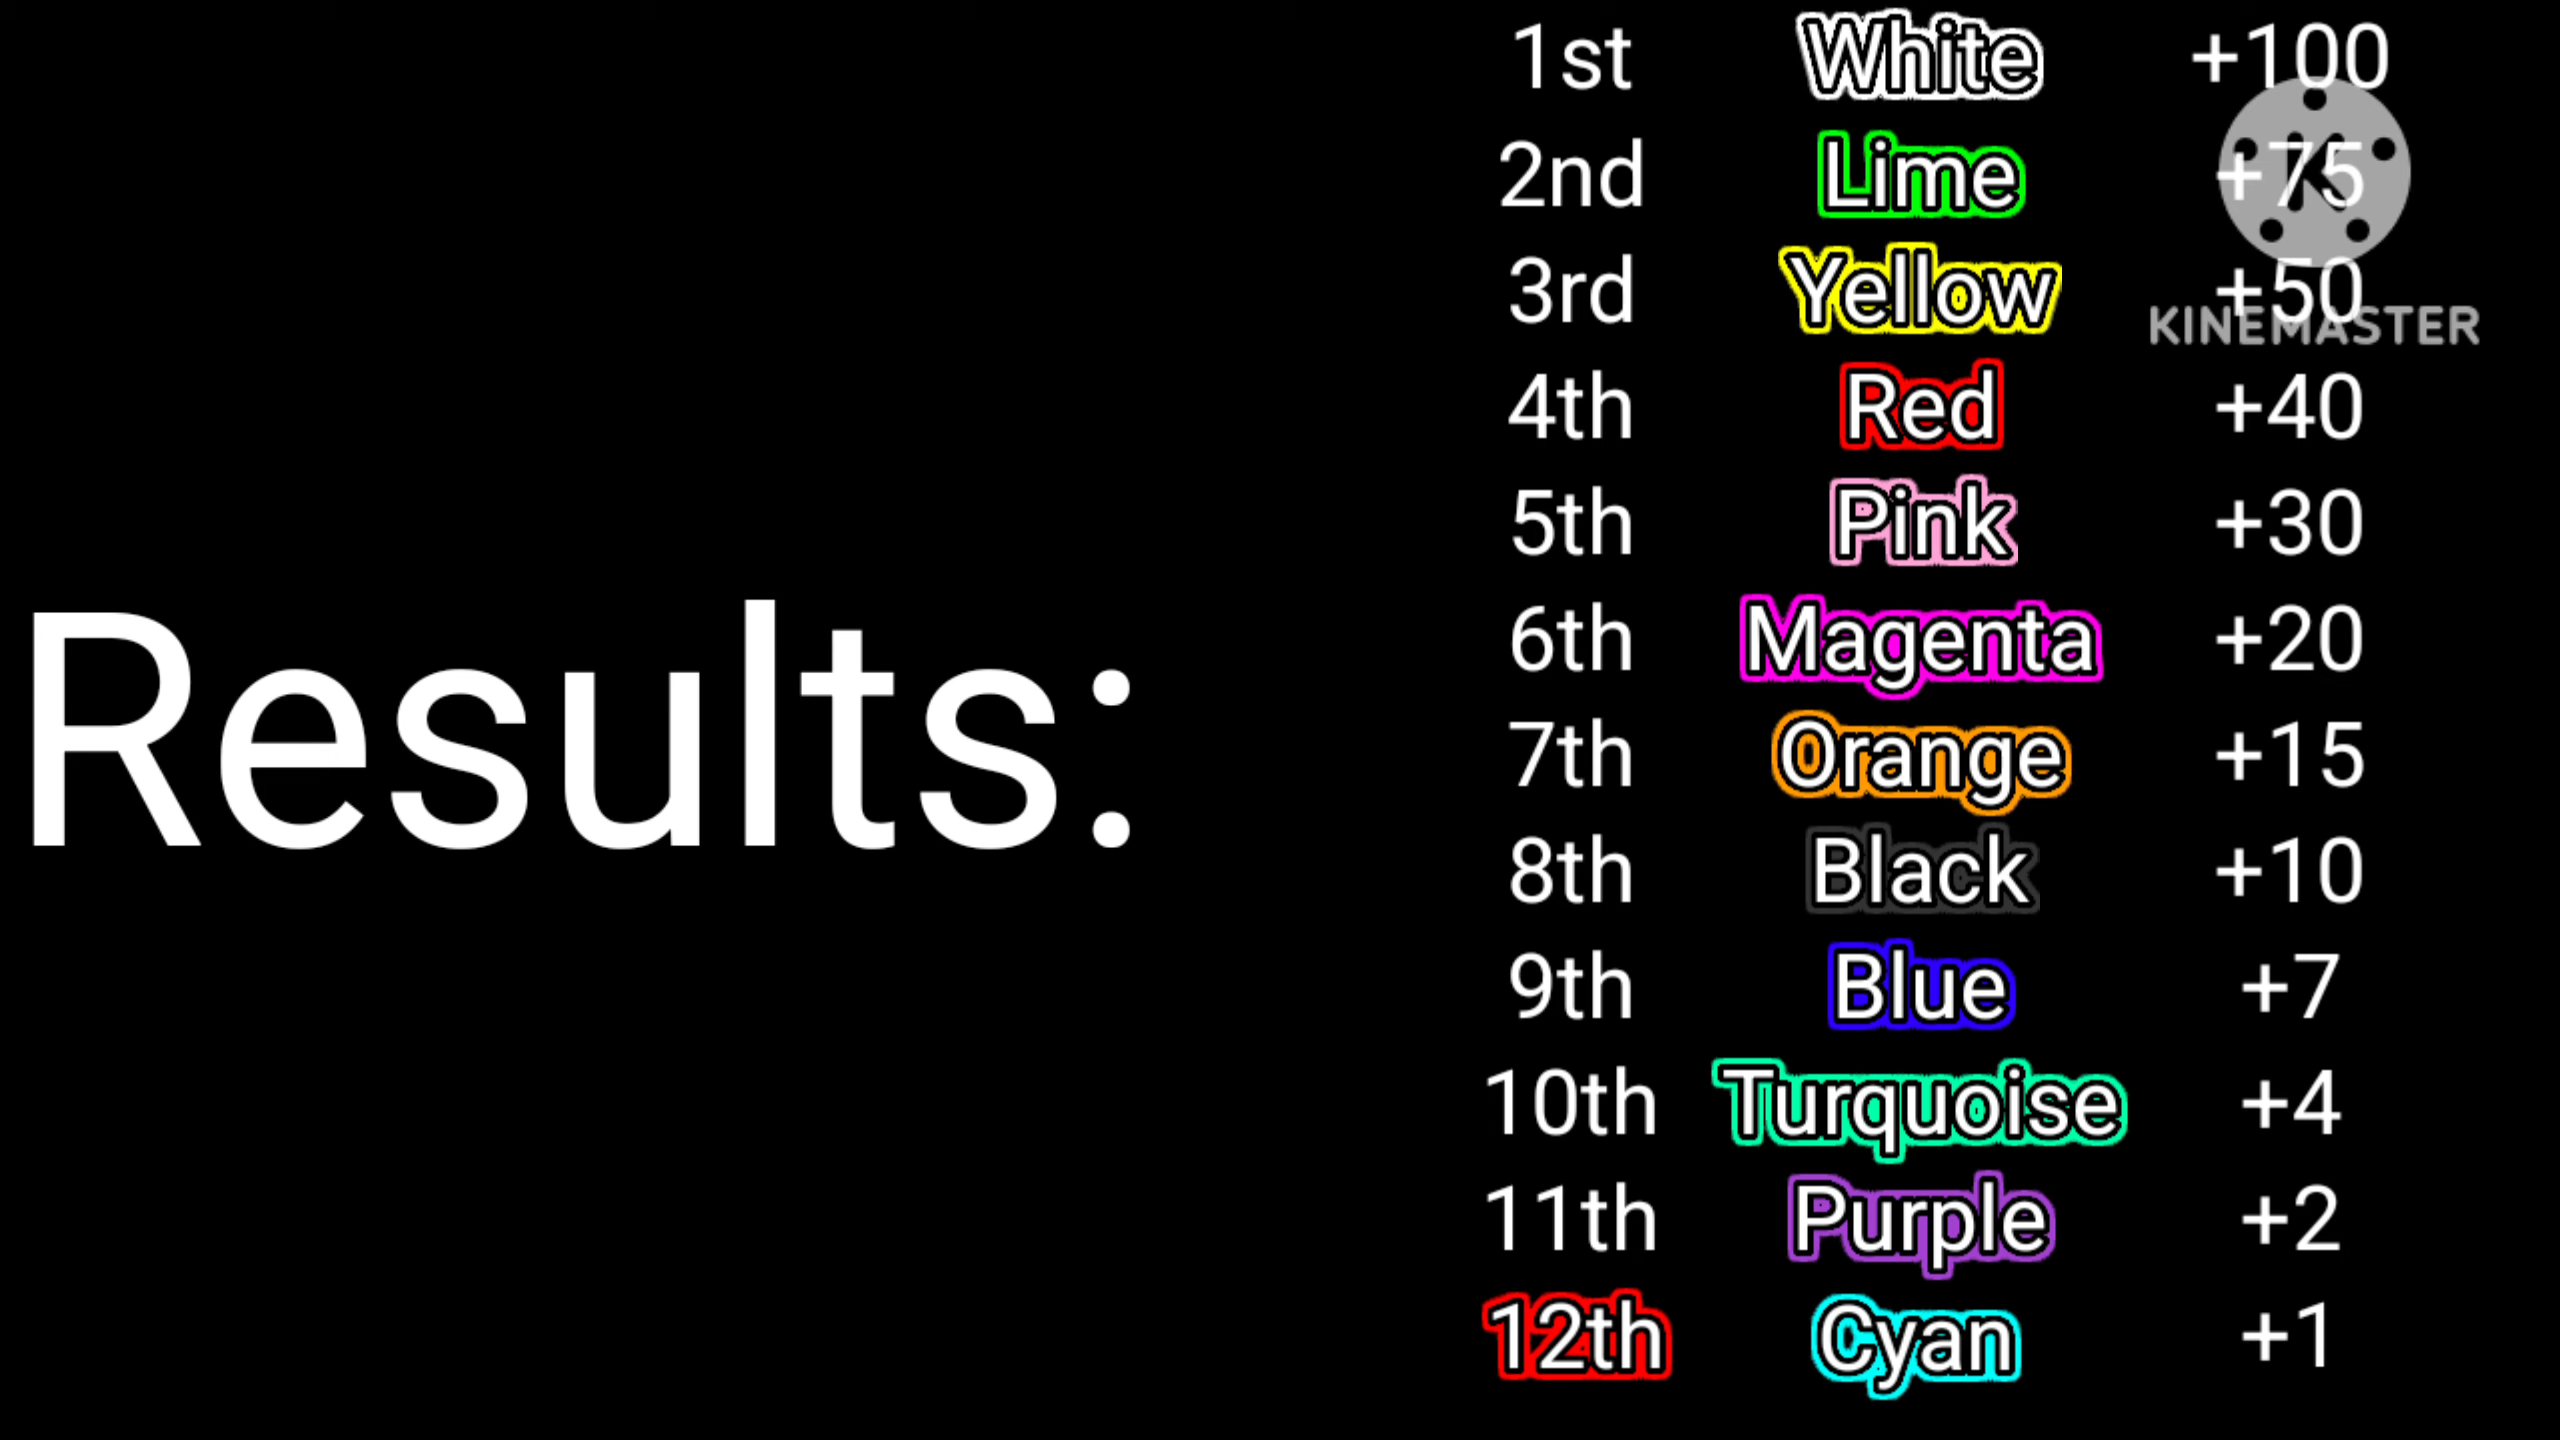 Results:
1st White +100
2nd Lime +75
3rd Yellow +50
KINEMASTER
4th Red +40
5th Pink +30
6th Magenta +20
7th Orange +15
8th Black +10
9th Blue +7
10th Turquoise +4
11th Purple +2
12th Cyan +1